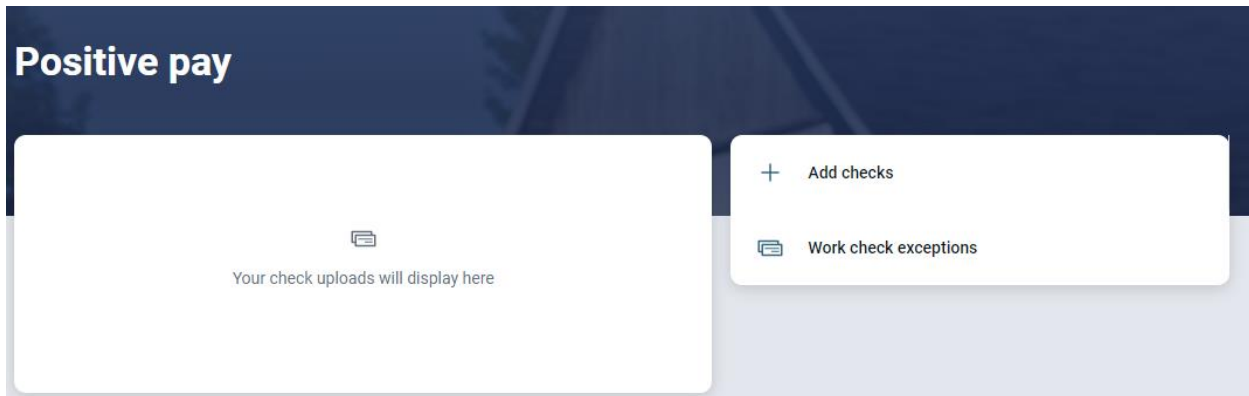 Positive pay
Your check uploads will display here
Add checks
Work check exceptions